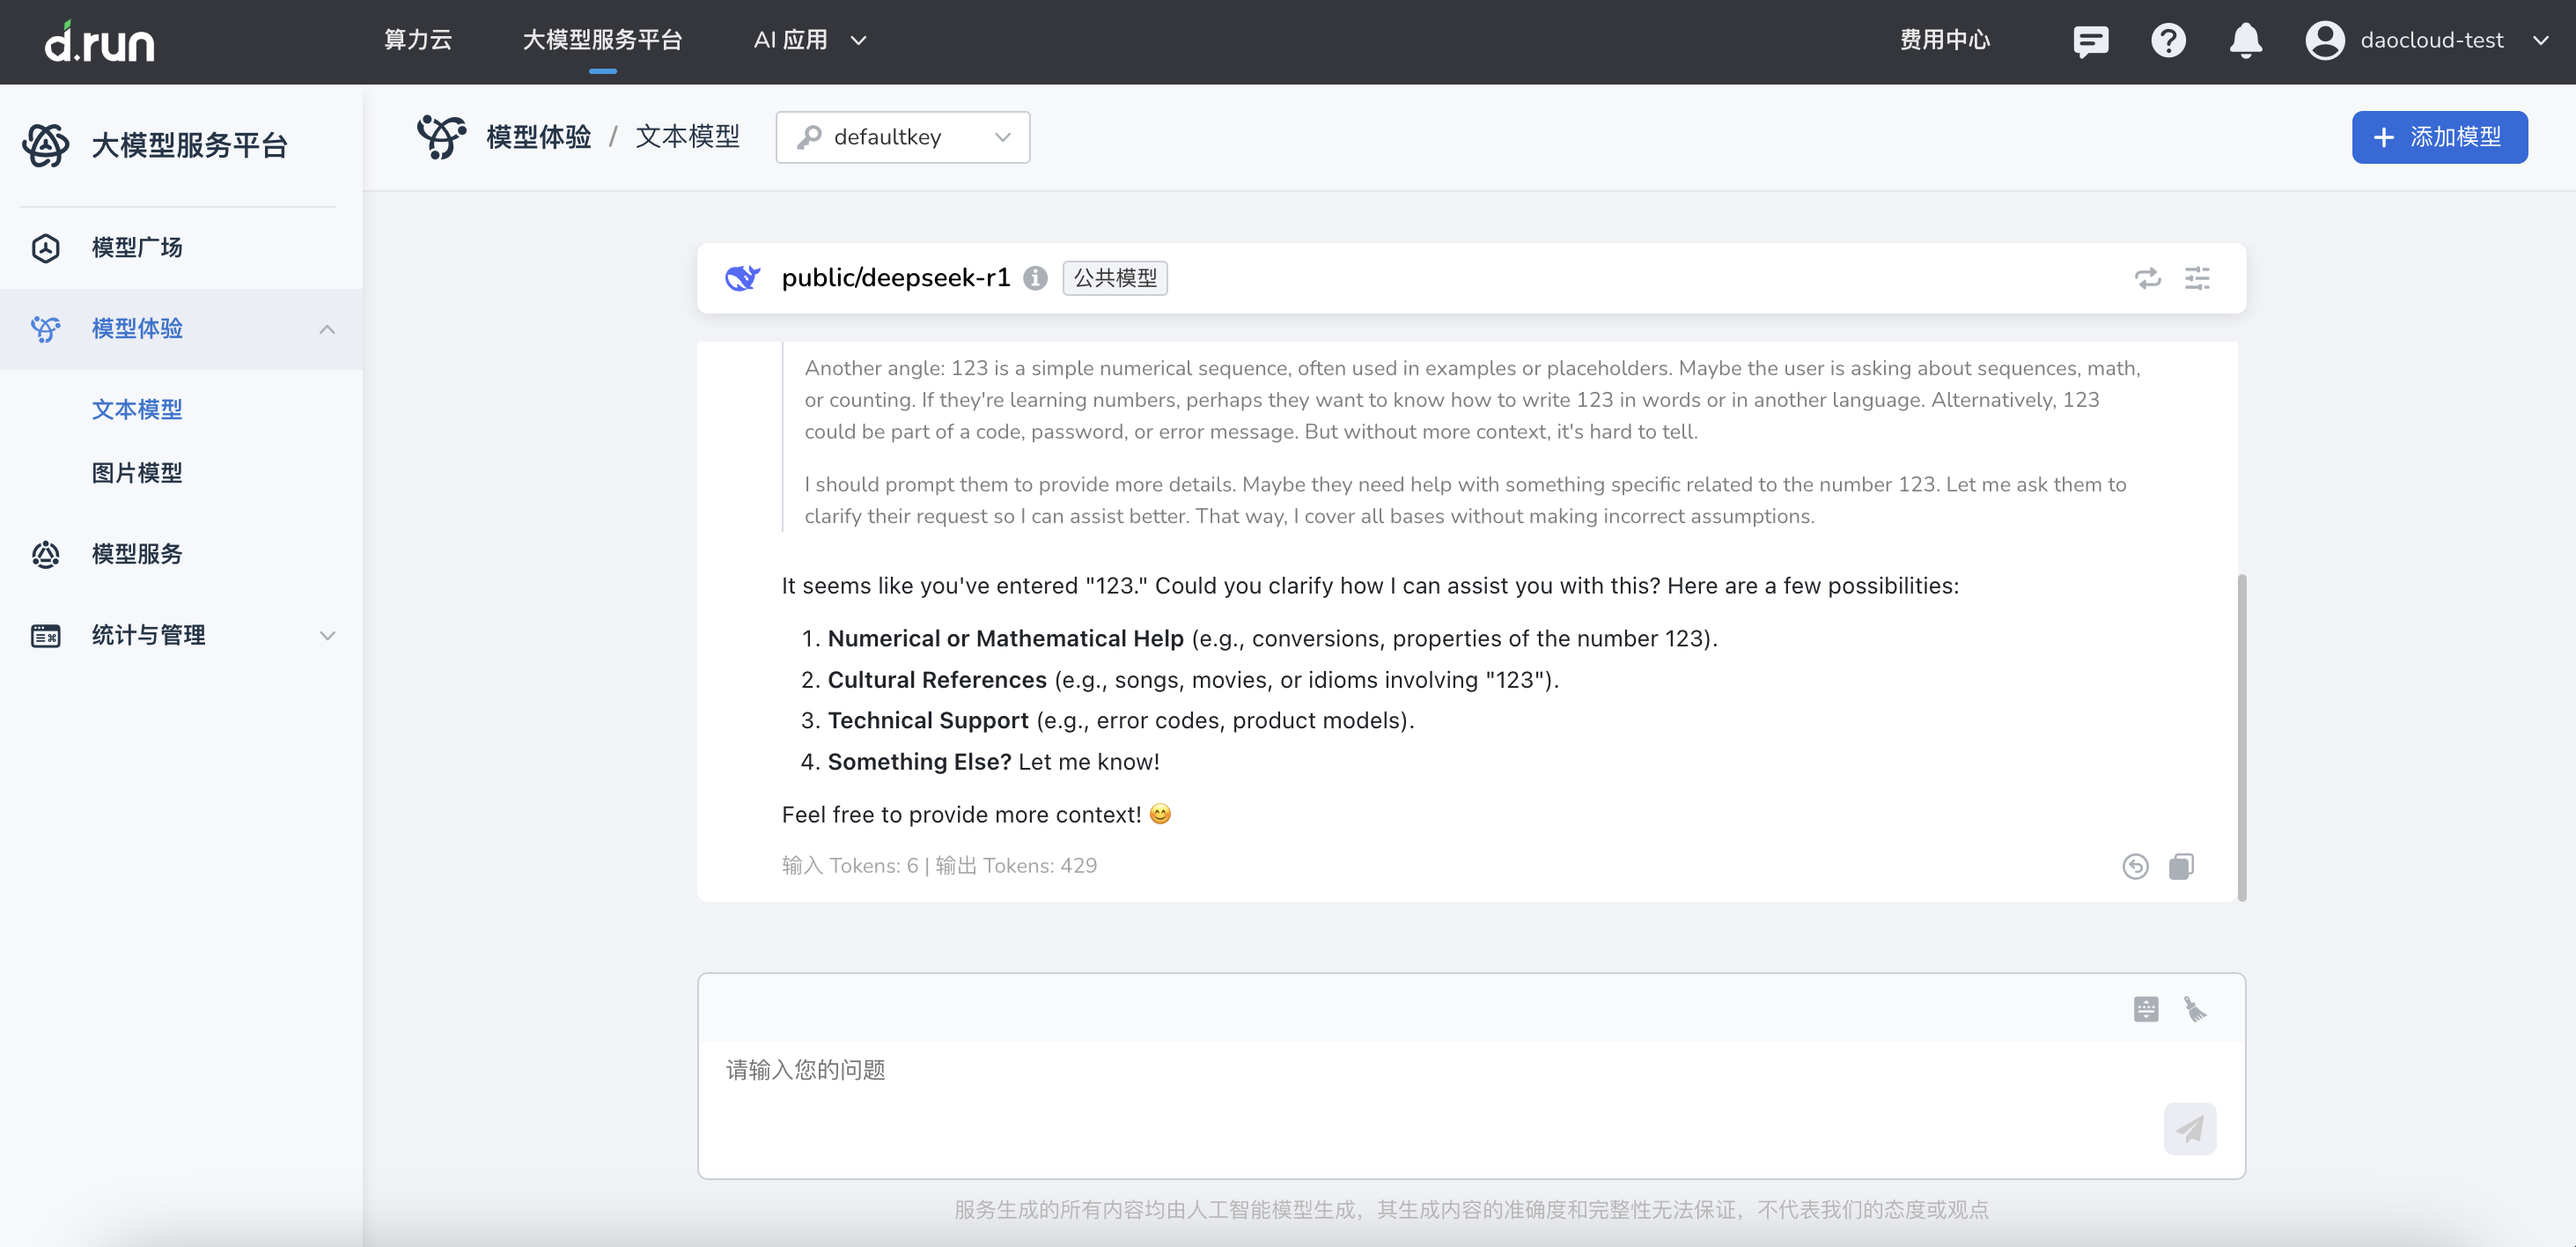 d.run
算力云
大模型服务平台
AI 应用
费用中心
daocloud-test
大模型服务平台
模型广场
模型体验
文本模型
图片模型
模型服务
统计与管理
模型体验 / 文本模型
defaultkey
添加模型
public/deepseek-r1
公共模型
Another angle: 123 is a simple numerical sequence, often used in examples or placeholders. Maybe the user is asking about sequences, math,
or counting. If they're learning numbers, perhaps they want to know how to write 123 in words or in another language. Alternatively, 123
could be part of a code, password, or error message. But without more context, it's hard to tell.
I should prompt them to provide more details. Maybe they need help with something specific related to the number 123. Let me ask them to
clarify their request so I can assist better. That way, I cover all bases without making incorrect assumptions.
It seems like you've entered "123." Could you clarify how I can assist you with this? Here are a few possibilities:
1. Numerical or Mathematical Help (e.g., conversions, properties of the number 123).
2. Cultural References (e.g., songs, movies, or idioms involving "123").
3. Technical Support (e.g., error codes, product models).
4. Something Else? Let me know!
Feel free to provide more context! 😊
输入 Tokens: 6 | 输出 Tokens: 429
请输入您的问题
服务生成的所有内容均由人工智能模型生成，其生成内容的准确度和完整性无法保证，不代表我们的态度或观点